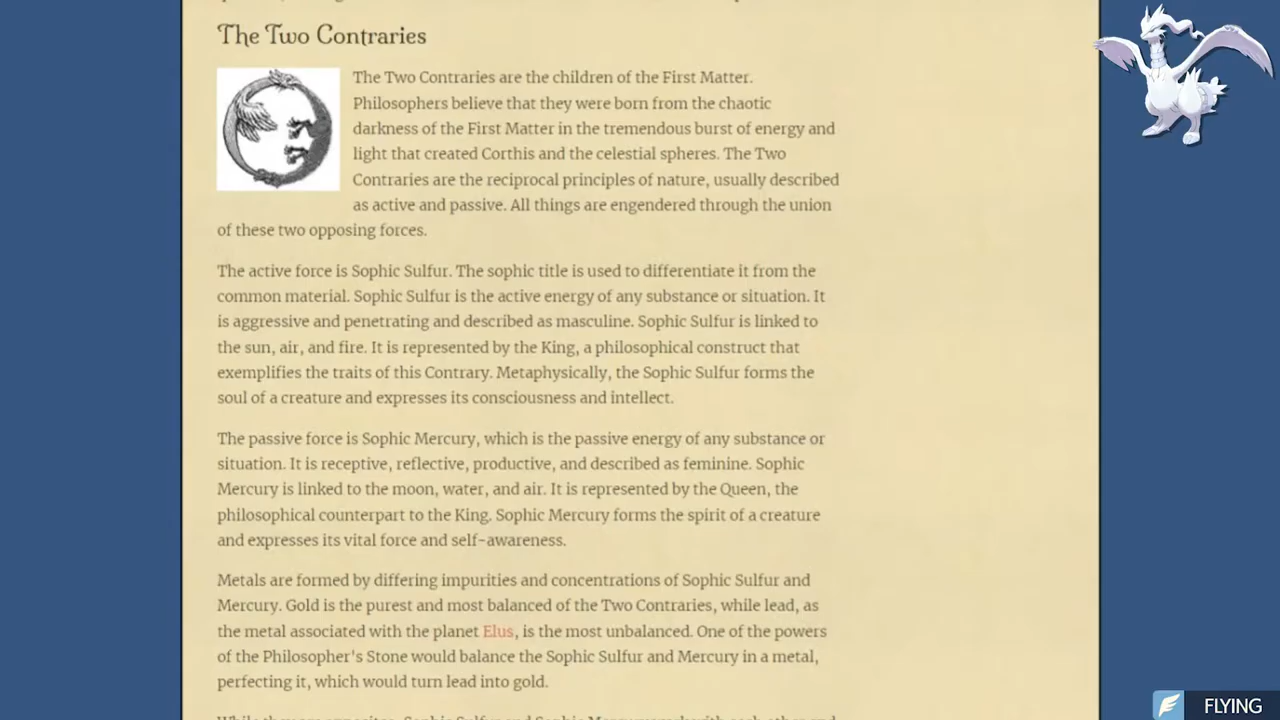 The Two Contraries
The Two Contraries are the children of the First Matter.
Philosophers believe that they were born from the chaotic
darkness of the First Matter in the tremendous burst of energy and
light that created Corthis and the celestial spheres. The Two
Contraries are the reciprocal principles of nature, usually described
as active and passive. All things are engendered through the union
of these two opposing forces.
The active force is Sophic Sulfur. The sophic title is used to differentiate it from the
common material. Sophic Sulfur is the active energy of any substance or situation. It
is aggressive and penetrating and described as masculine. Sophic Sulfur is linked to
the sun, air, and fire. It is represented by the King, a philosophical construct that
exemplifies the traits of this Contrary. Metaphysically, the Sophic Sulfur forms the
soul of a creature and expresses its consciousness and intellect.
The passive force is Sophic Mercury, which is the passive energy of any substance or
situation. It is receptive, reflective, productive, and described as feminine. Sophic
Mercury is linked to the moon, water, and air. It is represented by the Queen, the
philosophical counterpart to the King. Sophic Mercury forms the spirit of a creature
and expresses its vital force and self-awareness.
Metals are formed by differing impurities and concentrations of Sophic Sulfur and
Mercury. Gold is the purest and most balanced of the Two Contraries, while lead, as
the metal associated with the planet Elus, is the most unbalanced. One of the powers
of the Philosopher's Stone would balance the Sophic Sulfur and Mercury in a metal,
perfecting it, which would turn lead into gold.
FLYING